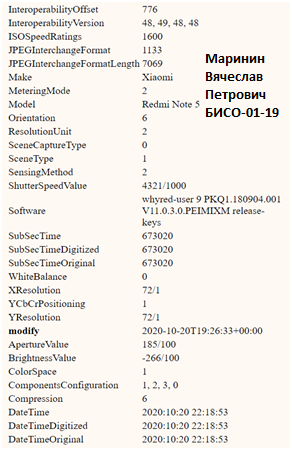 InteroperabilityOffset 776
InteroperabilityVersion 48, 49, 48, 48
ISOSpeedRatings 1600
JPEGInterchangeFormat 1133
JPEGInterchangeFormatLength 7069
Маринин
Вячеслав
Петрович
БИСО-01-19
Make Xiaomi
MeteringMode 2
Model Redmi Note 5
Orientation 6
ResolutionUnit 2
SceneCaptureType 0
SceneType 1
SensingMethod 2
ShutterSpeedValue 4321/1000
Software whyred-user 9 PKQ1.180904.001
V11.0.3.0.PEIMIXM release-
keys
SubSecTime 673020
SubSecTimeDigitized 673020
SubSecTimeOriginal 673020
WhiteBalance 0
XResolution 72/1
YCbCrPositioning 1
YResolution 72/1
modify 2020-10-20T19:26:33+00:00
ApertureValue 185/100
BrightnessValue -266/100
ColorSpace 1
ComponentsConfiguration 1, 2, 3, 0
Compression 6
DateTime 2020:10:20 22:18:53
DateTimeDigitized 2020:10:20 22:18:53
DateTimeOriginal 2020:10:20 22:18:53